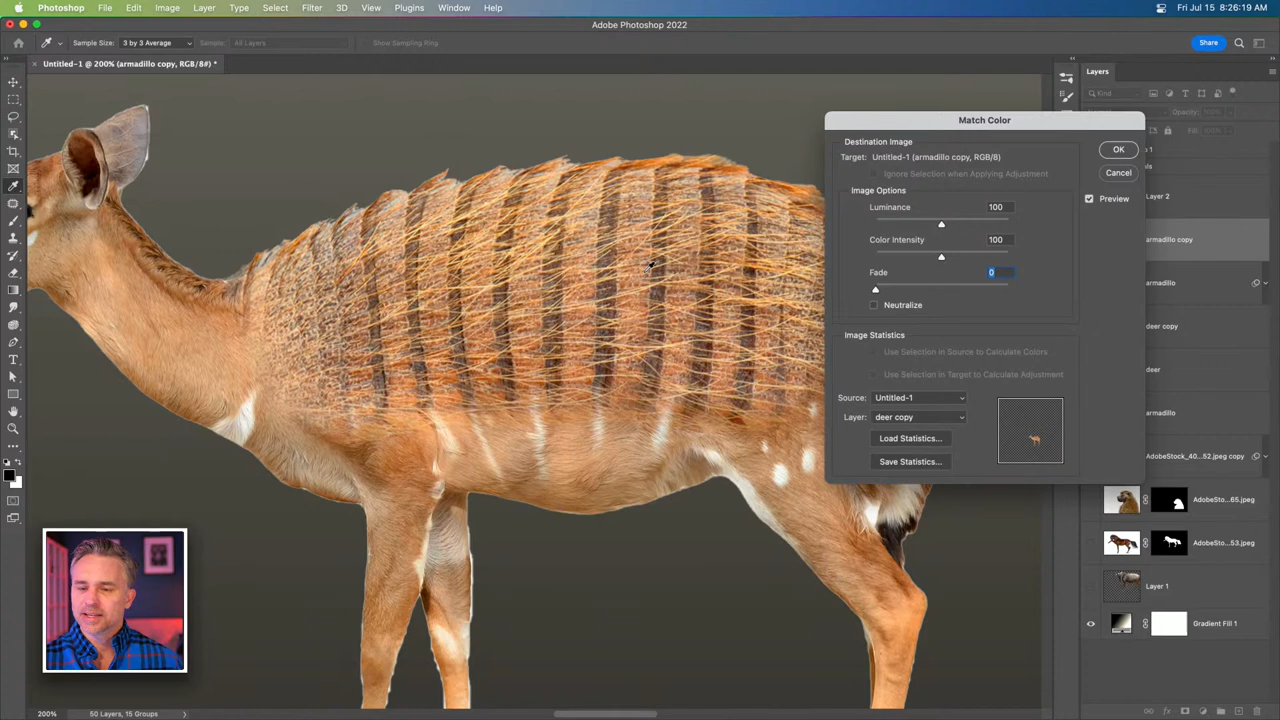 Photoshop File Edit Image Layer Type Select Filter 3D View Plugins Window Help Fri Jul 15 8:26:19 AM
Adobe Photoshop 2022
Sample Size: 3 by 3 Average Sample: All Layers Show Sampling Ring Share
Untitled-1 @ 200% (armadillo copy, RGB/8#) *
Layers
Kind
Opacity: 100%
Fill: 100%
Layer 2
armadillo copy
armadillo
deer copy
deer
armadillo
AdobeStock_40...52.jpeg copy
AdobeSto...65.jpeg
AdobeSto...53.jpeg
Layer 1
Gradient Fill 1
Match Color
Destination Image
Target: Untitled-1 (armadillo copy, RGB/8)
Ignore Selection when Applying Adjustment
Image Options
Luminance 100
Color Intensity 100
Fade 0
Neutralize
Image Statistics
Use Selection in Source to Calculate Colors
Use Selection in Target to Calculate Adjustment
Source: Untitled-1
Layer: deer copy
Load Statistics...
Save Statistics...
OK
Cancel
Preview
200% 50 Layers, 15 Groups